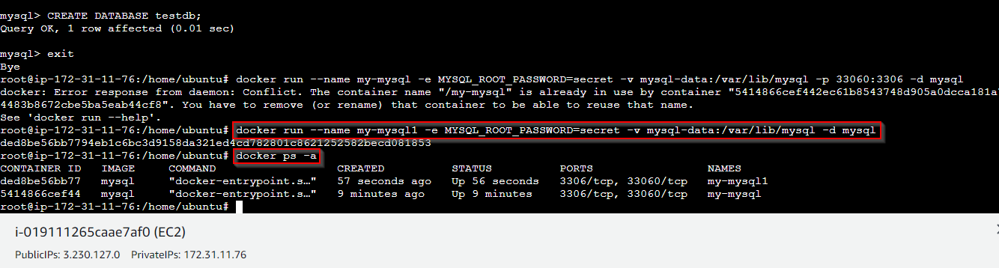 mysql> CREATE DATABASE testdb;
Query OK, 1 row affected (0.01 sec)
mysql> exit
Bye
root@ip-172-31-11-76:/home/ubuntu# docker run --name my-mysql -e MYSQL_ROOT_PASSWORD=secret -v mysql-data:/var/lib/mysql -p 33060:3306 -d mysql
docker: Error response from daemon: Conflict. The container name "/my-mysql" is already in use by container "5414866cef442ec61b8543748d905a0dcca181a
4483b8672cbe5ba5eab44cf8". You have to remove (or rename) that container to be able to reuse that name.
See 'docker run --help'.
root@ip-172-31-11-76:/home/ubuntu# docker run --name my-mysql1 -e MYSQL_ROOT_PASSWORD=secret -v mysql-data:/var/lib/mysql -d mysql
ded8be56bb7794eb1c6bc3d9158da321ed4cd782801c8621252582becd081853
root@ip-172-31-11-76:/home/ubuntu# docker ps -a
CONTAINER ID IMAGE COMMAND CREATED STATUS PORTS NAMES
ded8be56bb77 mysql "docker-entrypoint.s…" 57 seconds ago Up 56 seconds 3306/tcp, 33060/tcp my-mysql1
5414866cef44 mysql "docker-entrypoint.s…" 9 minutes ago Up 9 minutes 3306/tcp, 33060/tcp my-mysql
root@ip-172-31-11-76:/home/ubuntu#
i-019111265caae7af0 (EC2)
PublicIPs: 3.230.127.0 PrivateIPs: 172.31.11.76